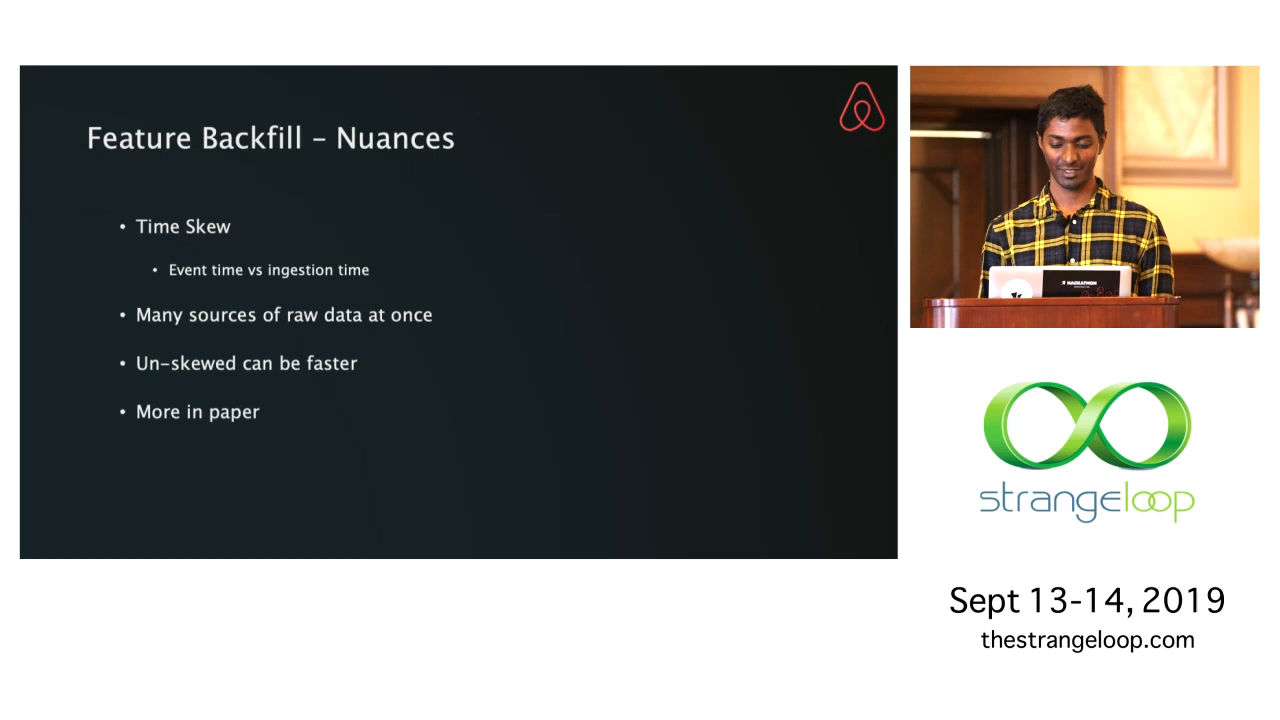 Feature Backfill – Nuances
• Time Skew
• Event time vs ingestion time
• Many sources of raw data at once
• Un-skewed can be faster
• More in paper
HACKATHON
strangeloop
Sept 13-14, 2019
thestrangeloop.com